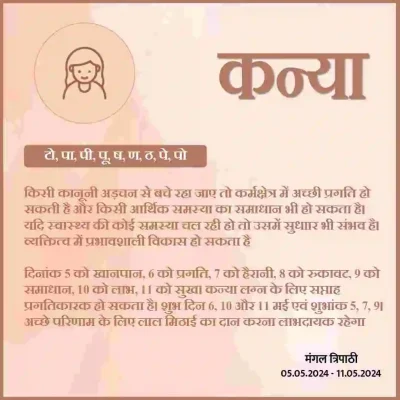 कन्या
टो, पा, पी, पू, ष, ण, ठ, पे, पो
किसी कानूनी अड़चन से बचे रहा जाए तो कर्मक्षेत्र में अच्छी प्रगति हो
सकती है और किसी आर्थिक समस्या का समाधान भी हो सकता है।
यदि स्वास्थ्य की कोई समस्या चल रही हो तो उसमें सुधार भी संभव है।
व्यक्तित्व में प्रभावशाली विकास हो सकता है
दिनांक 5 को खानपान, 6 को प्रगति, 7 को हैरानी, 8 को रुकावट, 9 को
समाधान, 10 को लाभ, 11 को सुख। कन्या लग्न के लिए सप्ताह
प्रगतिकारक हो सकता है। शुभ दिन 6, 10 और 11 मई एवं शुभांक 5, 7, 9।
अच्छे परिणाम के लिए लाल मिठाई का दान करना लाभदायक रहेगा
मंगल त्रिपाठी
05.05.2024 - 11.05.2024